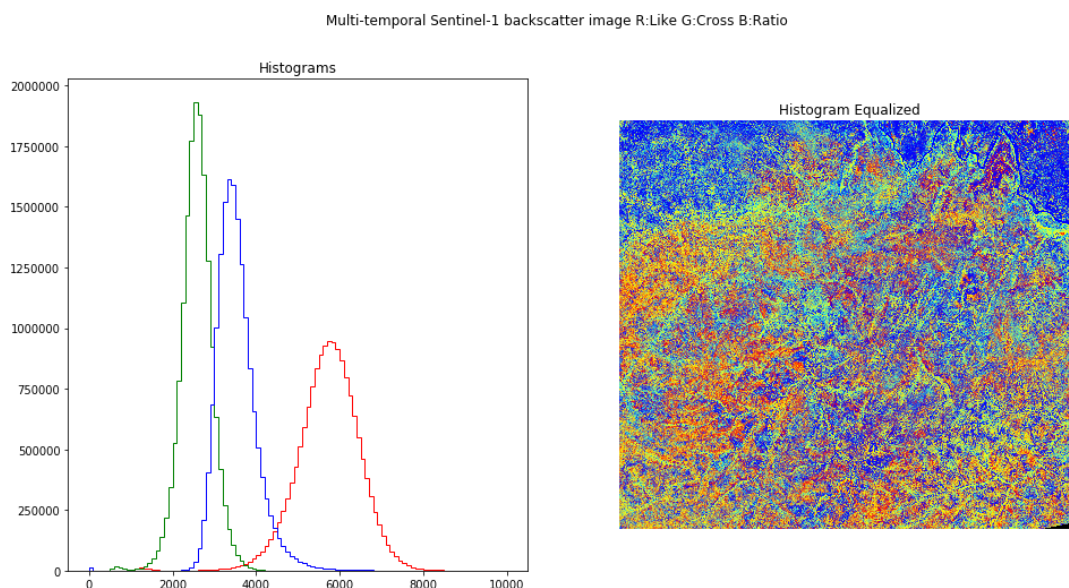 Multi-temporal Sentinel-1 backscatter image R:Like G:Cross B:Ratio
Histograms
2000000
1750000
1500000
1250000
1000000
750000
500000
250000
0
0 2000 4000 6000 8000 10000
Histogram Equalized